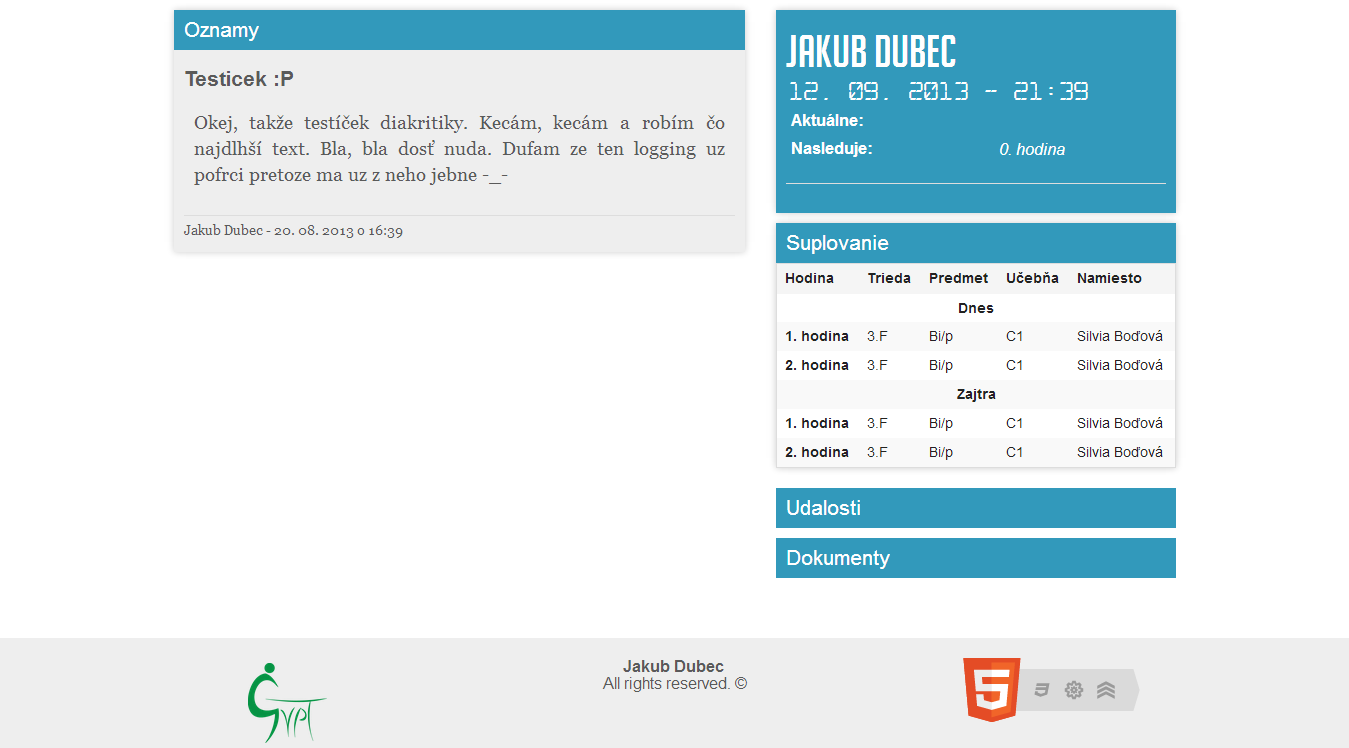 Oznamy
Testicek :P
Okej, takže testíček diakritiky. Kecám, kecám a robím čo
najdlhší text. Bla, bla dosť nuda. Dufam ze ten logging uz
pofrci pretoze ma uz z neho jebne -_-
Jakub Dubec - 20. 08. 2013 o 16:39
JAKUB DUBEC
12. 09. 2013 - 21:39
Aktuálne:
Nasleduje: 0. hodina
Suplovanie
Hodina Trieda Predmet Učebňa Namiesto
Dnes
1. hodina 3.F Bi/p C1 Silvia Boďová
2. hodina 3.F Bi/p C1 Silvia Boďová
Zajtra
1. hodina 3.F Bi/p C1 Silvia Boďová
2. hodina 3.F Bi/p C1 Silvia Boďová
Udalosti
Dokumenty
Gypt
Jakub Dubec
All rights reserved. ©
5